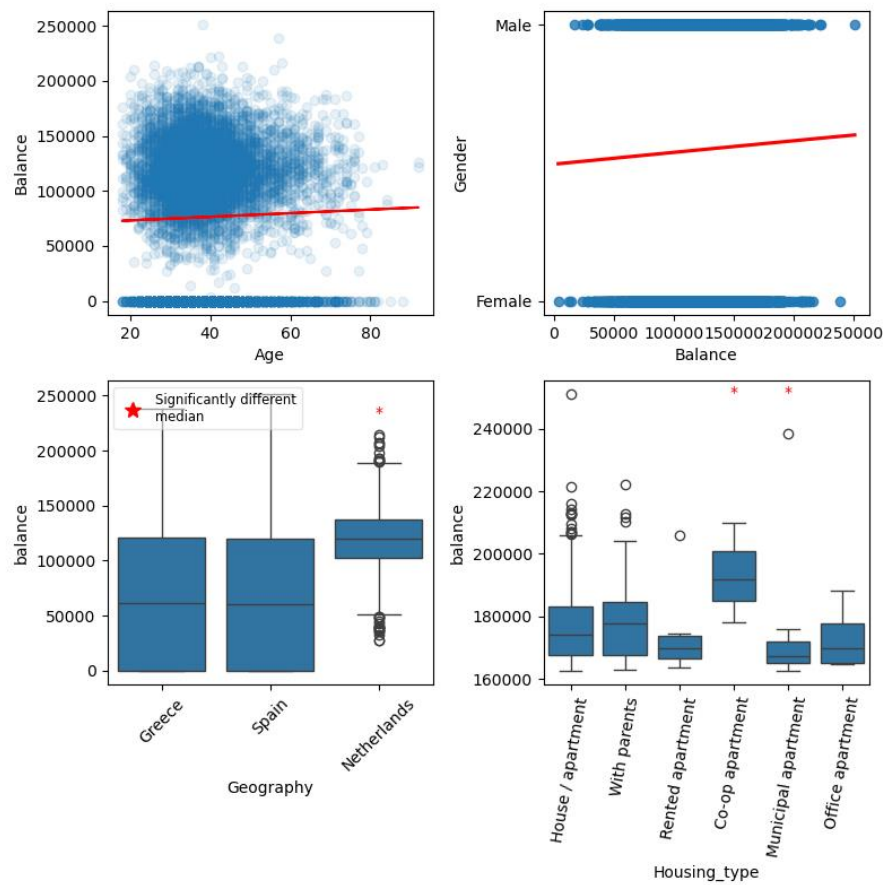 250000
200000
150000
100000
50000
0
Balance
20
40
60
80
Age
Male
Female
Gender
0
50000
100000
150000
200000
250000
Balance
250000
200000
150000
100000
50000
0
balance
Significantly different
median
*
Greece
Spain
Netherlands
Geography
240000
220000
200000
180000
160000
balance
*
*
House / apartment
With parents
Rented apartment
Co-op apartment
Municipal apartment
Office apartment
Housing_type